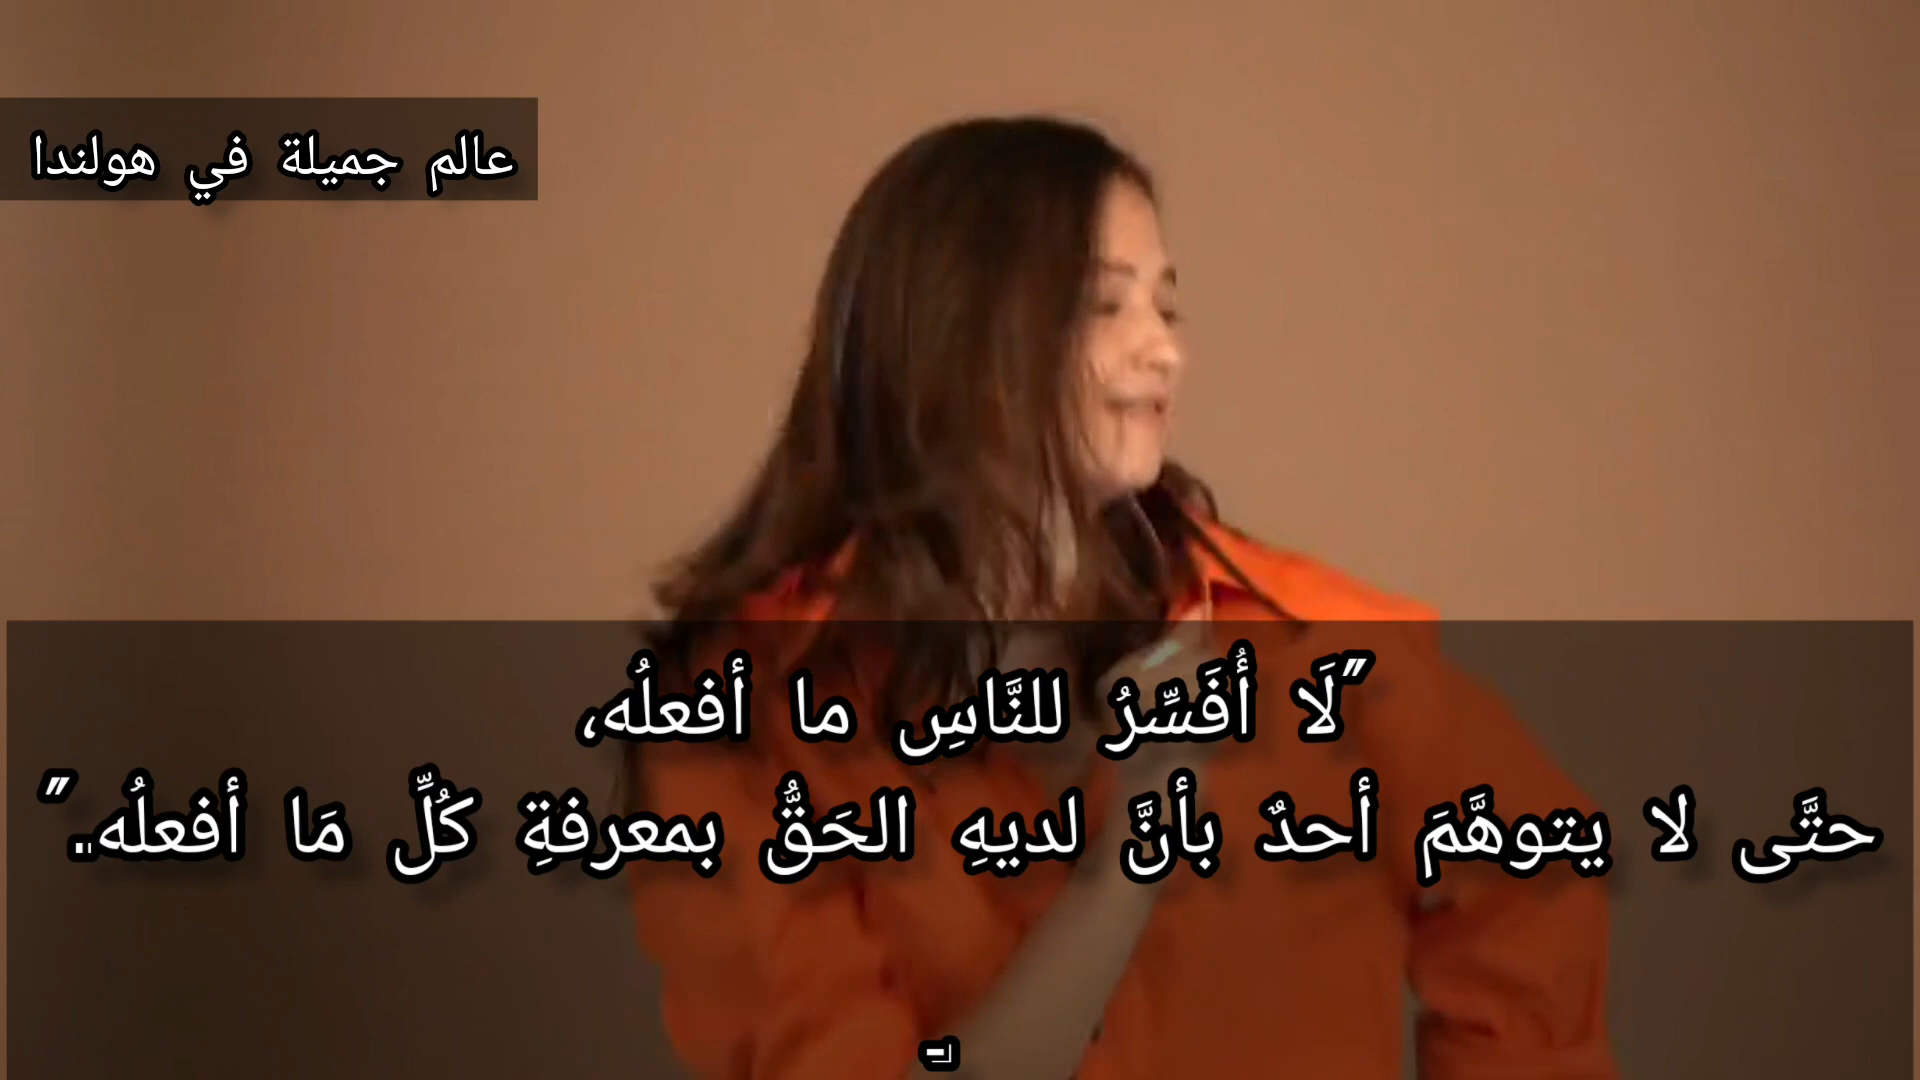 عالم جميلة في هولندا
"لَا أُفَسِّرُ للنَّاسِ ما أفعلُه،
حتَّى لا يتوهَّمَ أحدٌ بأنَّ لديهِ الحَقُّ بمعرفةِ كُلِّ مَا أفعلُه.."